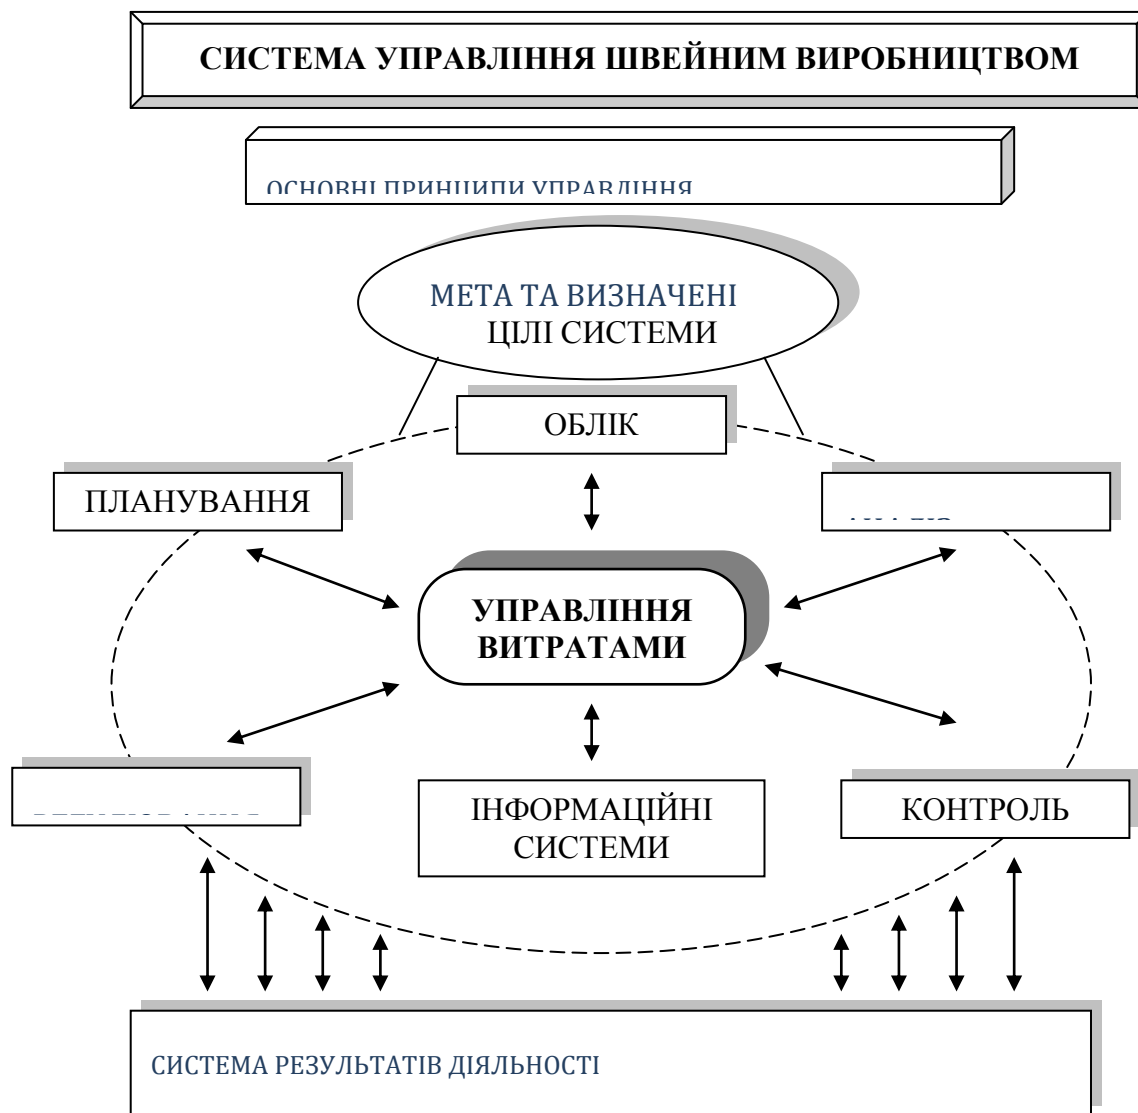 СИСТЕМА УПРАВЛІННЯ ШВЕЙНИМ ВИРОБНИЦТВОМ
ОСНОВНІ ПРИНЦИПИ УПРАВЛІННЯ
МЕТА ТА ВИЗНАЧЕНІ
ЦІЛІ СИСТЕМИ
ОБЛІК
ПЛАНУВАННЯ
УПРАВЛІННЯ
ВИТРАТАМИ
ІНФОРМАЦІЙНІ
СИСТЕМИ
КОНТРОЛЬ
СИСТЕМА РЕЗУЛЬТАТІВ ДІЯЛЬНОСТІ